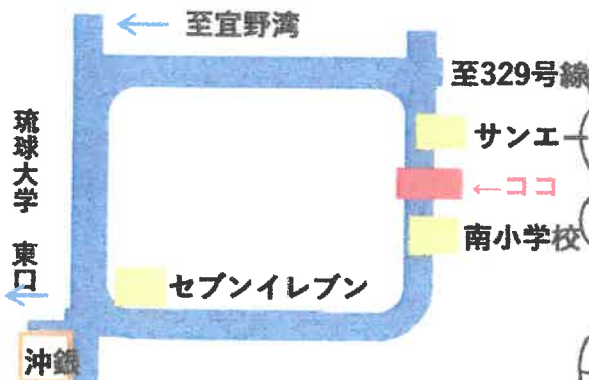 至宜野湾
至329号線
サンエー
←ココ
南小学校
琉球大学 東口
セブンイレブン
沖銀